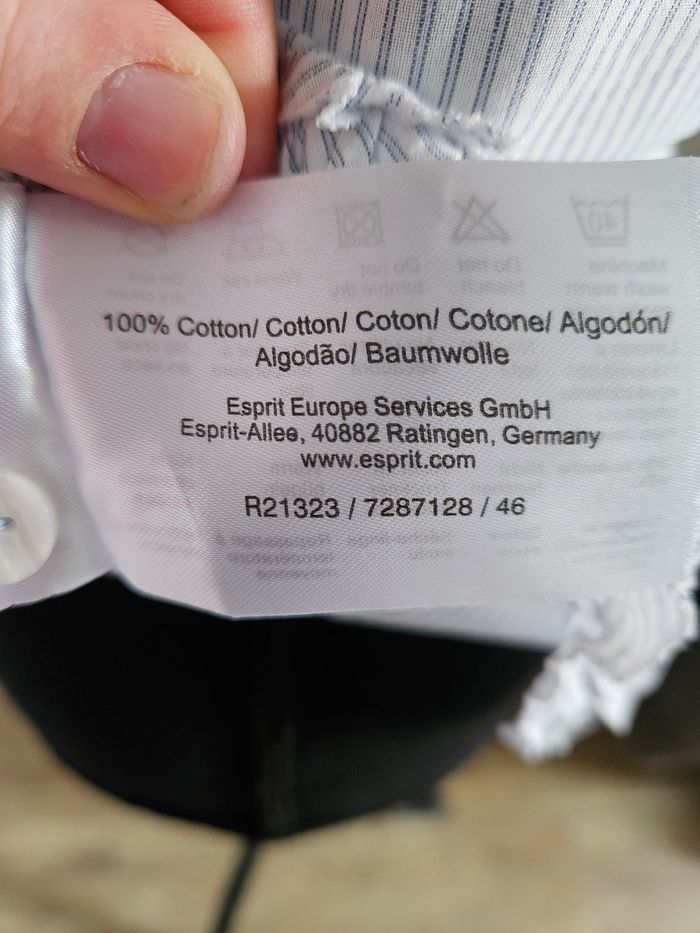 100% Cotton/ Cotton/ Coton/ Cotone/ Algodón/
Algodão/ Baumwolle
Esprit Europe Services GmbH
Esprit-Allee, 40882 Ratingen, Germany
www.esprit.com
R21323 / 7287128 / 46